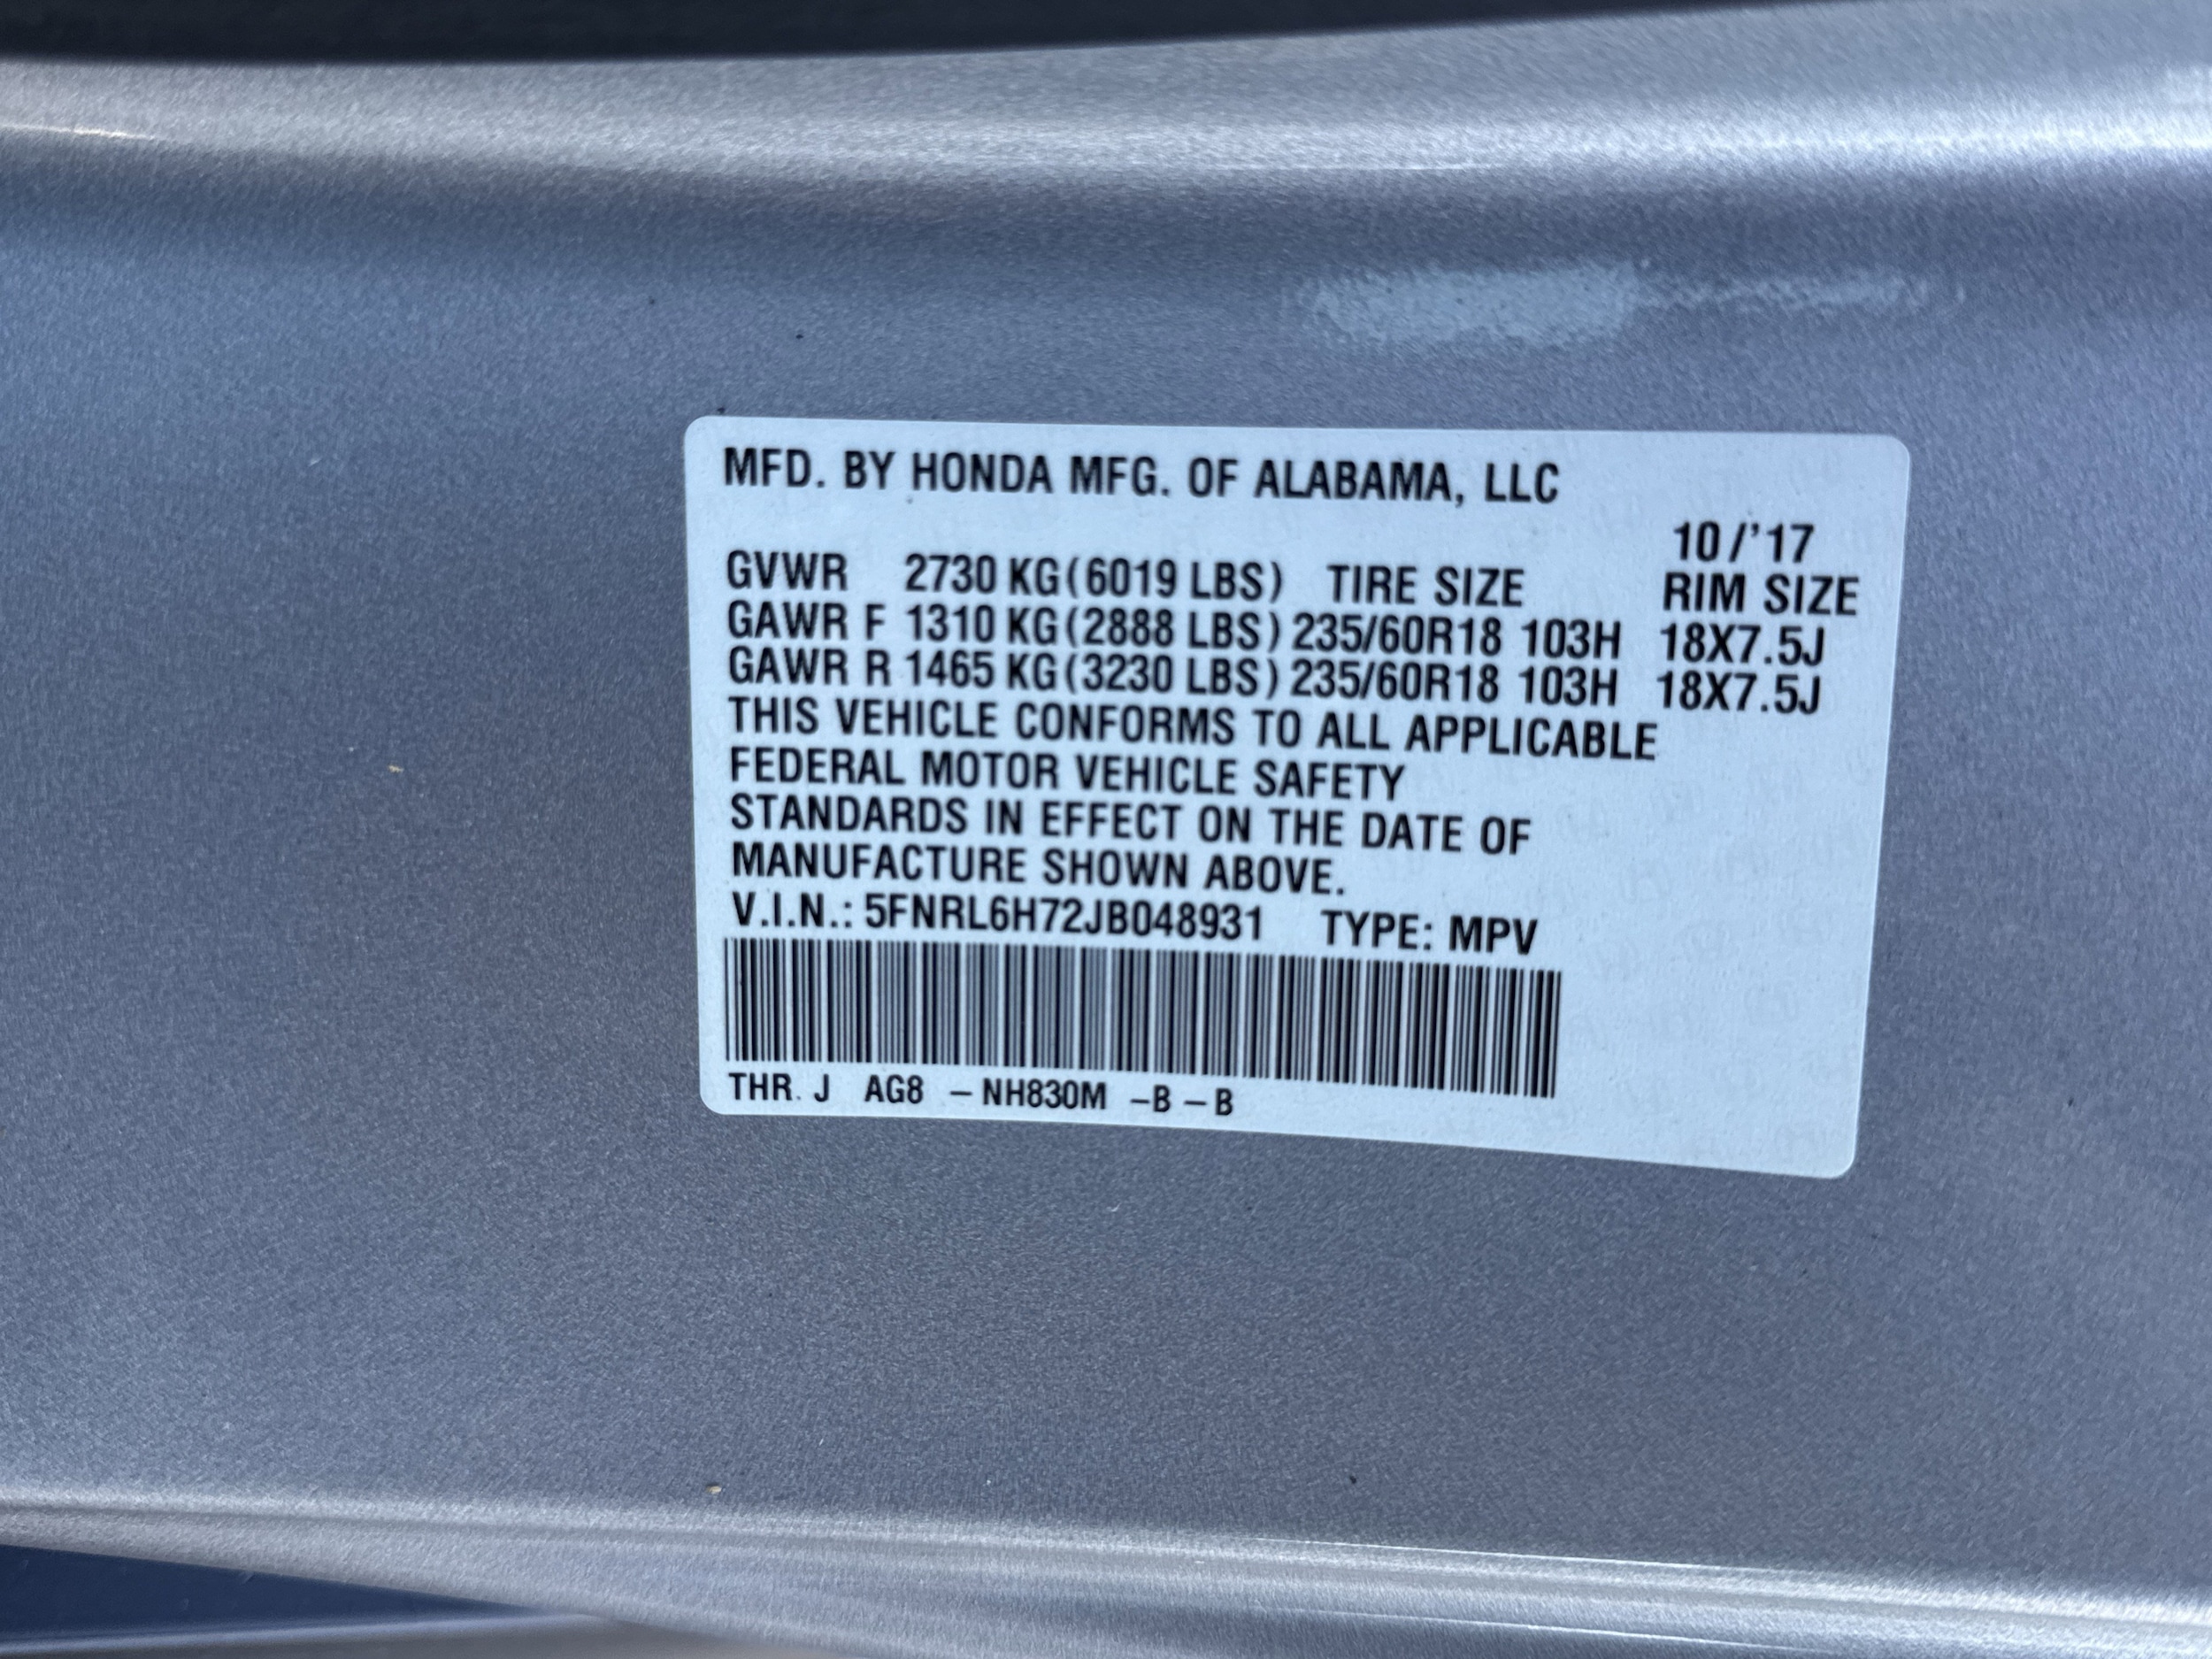 MFD. BY HONDA MFG. OF ALABAMA, LLC
10/'17
GVWR 2730 KG(6019 LBS) TIRE SIZE RIM SIZE
GAWR F 1310 KG(2888 LBS) 235/60R18 103H 18X7.5J
GAWR R 1465 KG(3230 LBS) 235/60R18 103H 18X7.5J
THIS VEHICLE CONFORMS TO ALL APPLICABLE
FEDERAL MOTOR VEHICLE SAFETY
STANDARDS IN EFFECT ON THE DATE OF
MANUFACTURE SHOWN ABOVE.
V.I.N.: 5FNRL6H72JB048931 TYPE: MPV
THR. J AG8 – NH830M –B – B